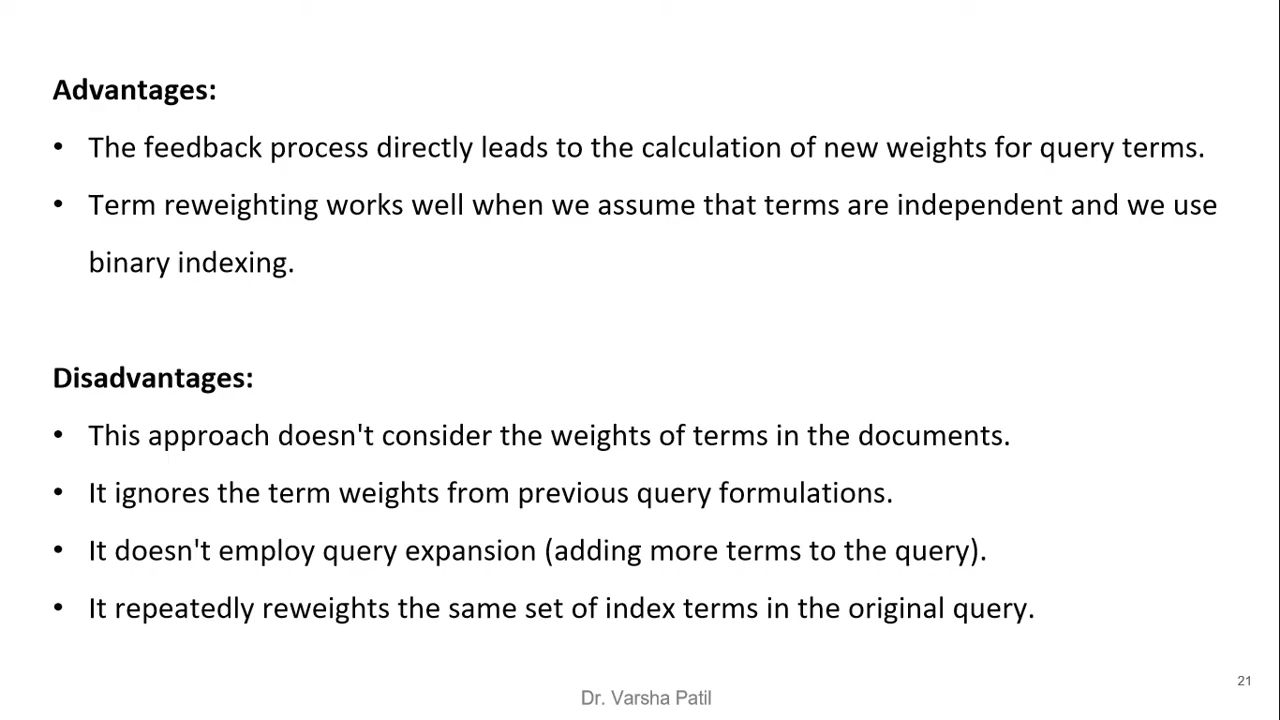 Advantages:
• The feedback process directly leads to the calculation of new weights for query terms.
• Term reweighting works well when we assume that terms are independent and we use
binary indexing.
Disadvantages:
• This approach doesn't consider the weights of terms in the documents.
• It ignores the term weights from previous query formulations.
• It doesn't employ query expansion (adding more terms to the query).
• It repeatedly reweights the same set of index terms in the original query.
21
Dr. Varsha Patil